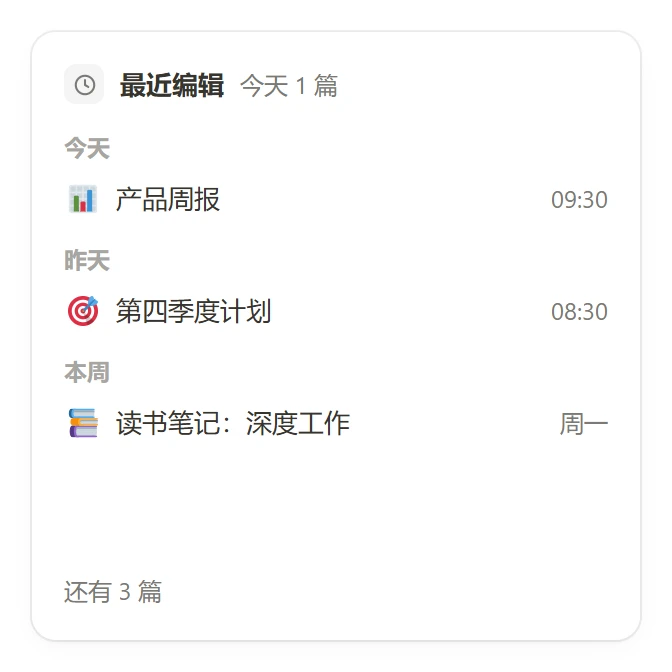 最近编辑 今天 1 篇
今天
产品周报 09:30
昨天
第四季度计划 08:30
本周
读书笔记：深度工作 周一
还有 3 篇